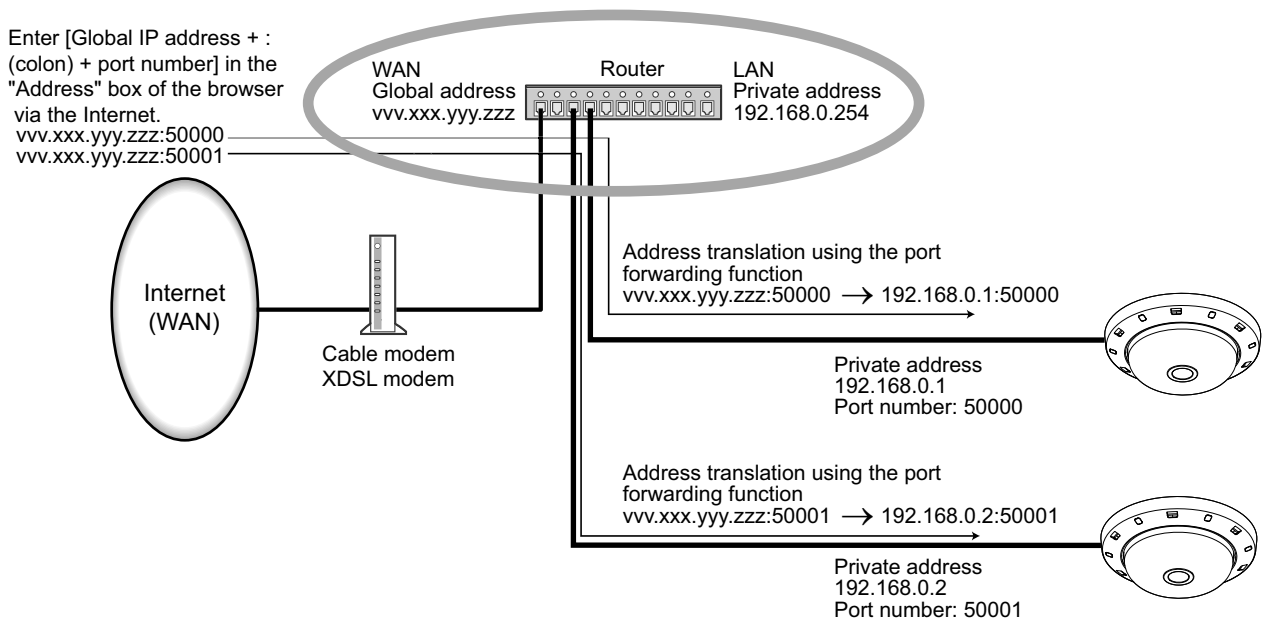 Enter [Global IP address + :
(colon) + port number] in the
"Address" box of the browser
via the Internet.
vvv.xxx.yyy.zzz:50000
vvv.xxx.yyy.zzz:50001
WAN
Global address
vvv.xxx.yyy.zzz
Router
LAN
Private address
192.168.0.254
Internet
(WAN)
Cable modem
XDSL modem
Address translation using the port
forwarding function
vvv.xxx.yyy.zzz:50000 → 192.168.0.1:50000
Private address
192.168.0.1
Port number: 50000
Address translation using the port
forwarding function
vvv.xxx.yyy.zzz:50001 → 192.168.0.2:50001
Private address
192.168.0.2
Port number: 50001